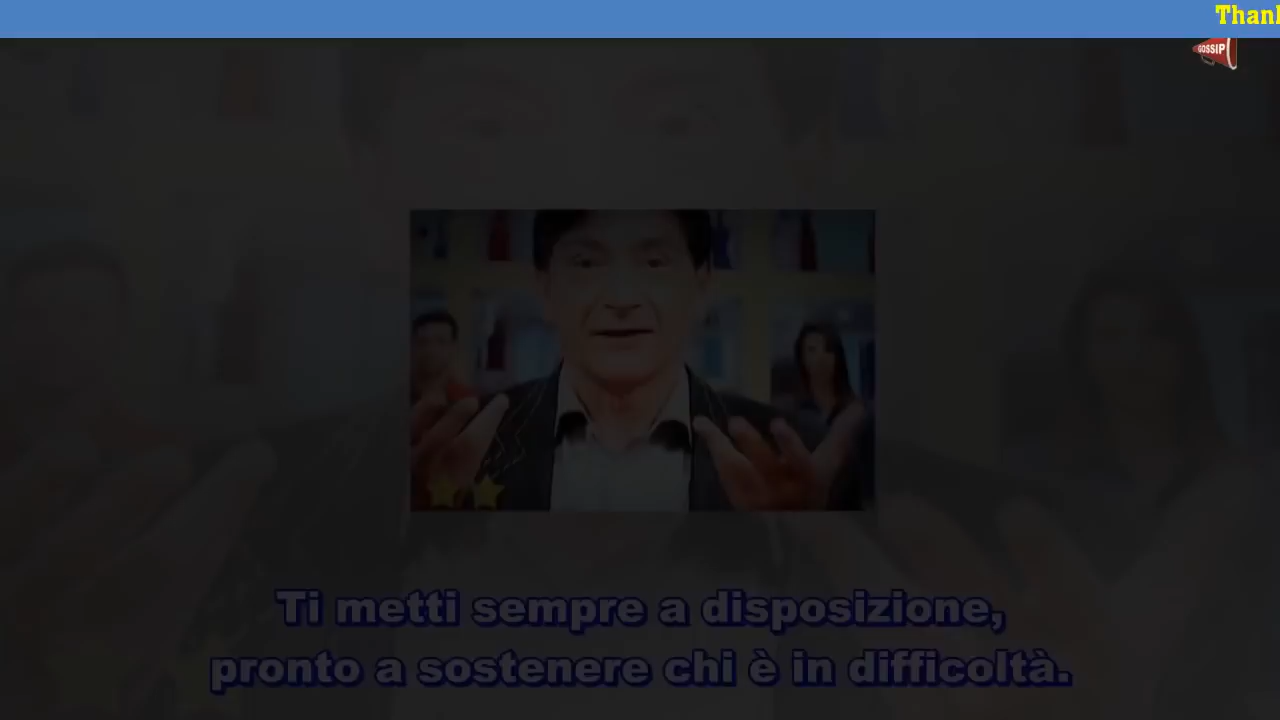 Thank
GOSSIP
Ti metti sempre a disposizione,
pronto a sostenere chi è in difficoltà.